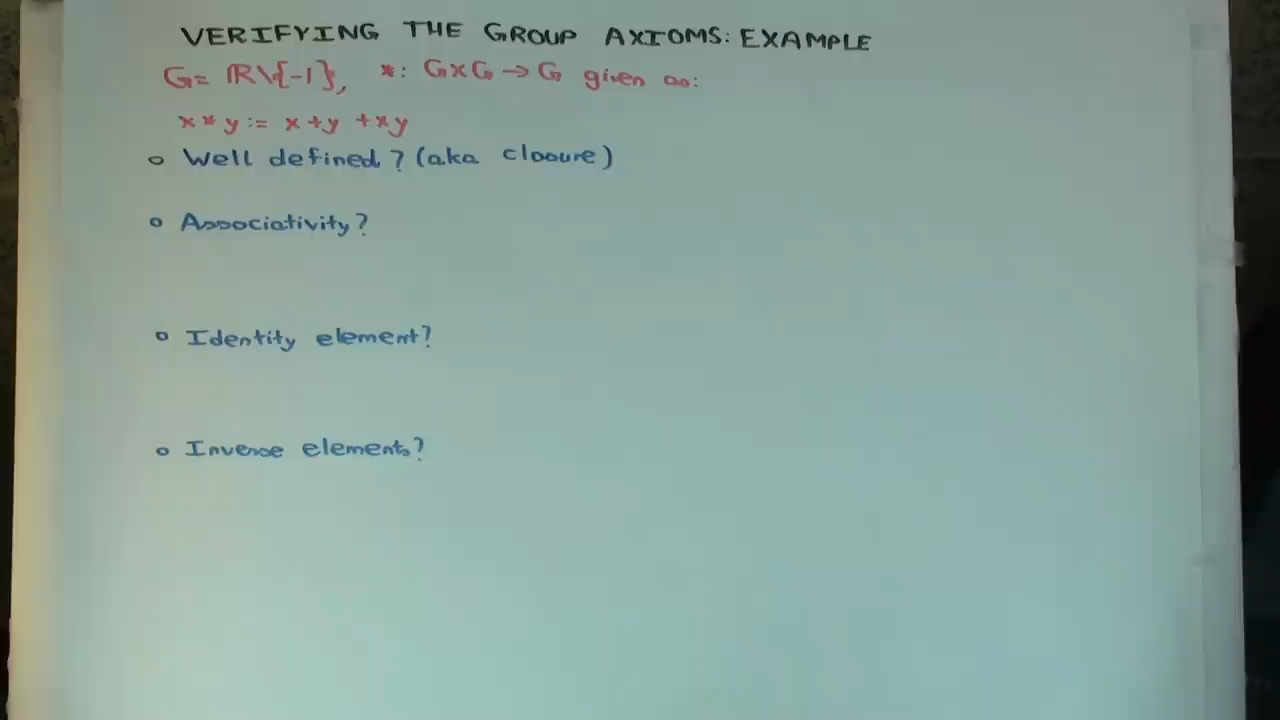 VERIFYING THE GROUP AXIOMS: EXAMPLE
G= ℝ\{-1}, *: G×G→G given as:
x*y:= x+y+xy
o Well defined? (aka closure)
o Associativity?
o Identity element?
o Inverse elements?